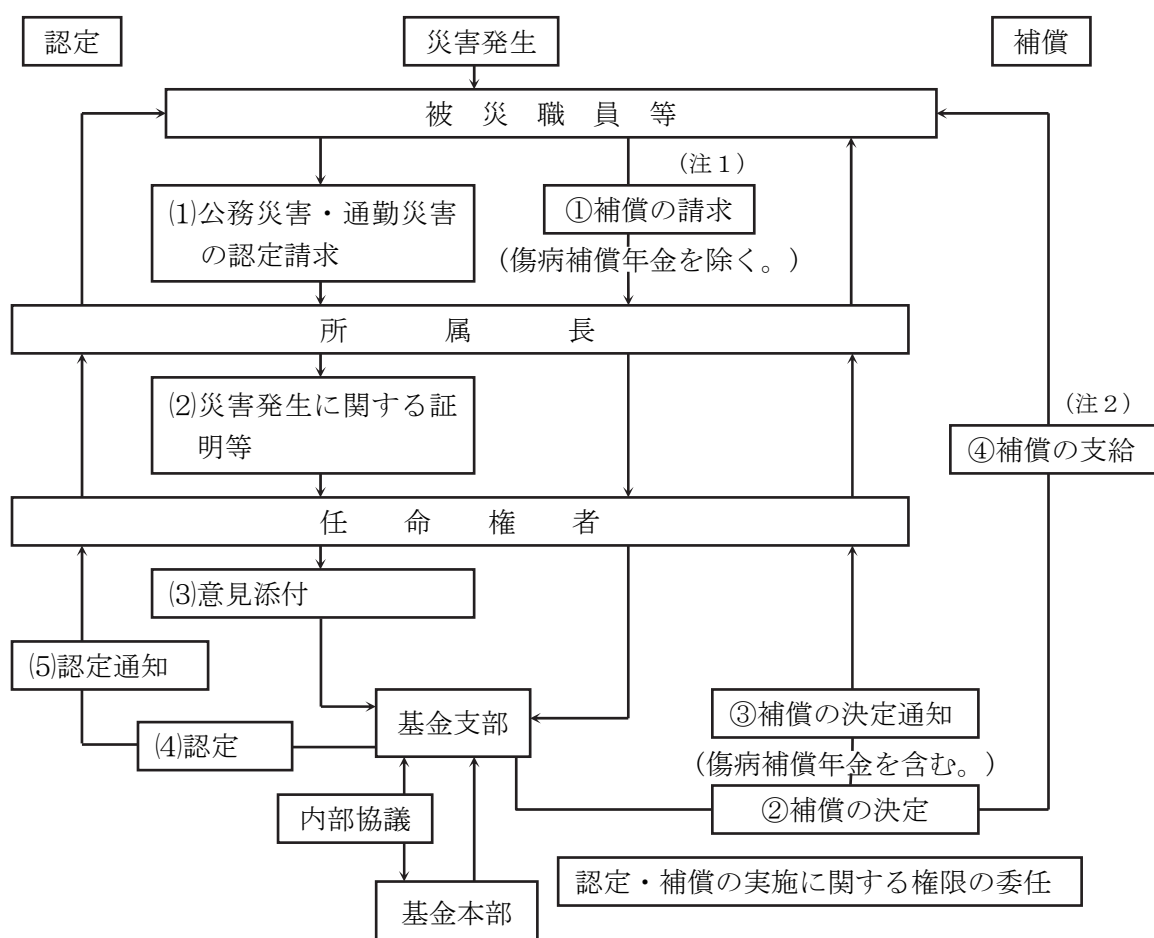 認定
災害発生
補償
被災職員等
(注1)
⑴公務災害・通勤災害
の認定請求
①補償の請求
(傷病補償年金を除く。)
所属長
⑵災害発生に関する証
明等
(注2)
④補償の支給
任命権者
⑶意見添付
⑸認定通知
基金支部
③補償の決定通知
⑷認定
(傷病補償年金を含む。)
内部協議
②補償の決定
認定・補償の実施に関する権限の委任
基金本部